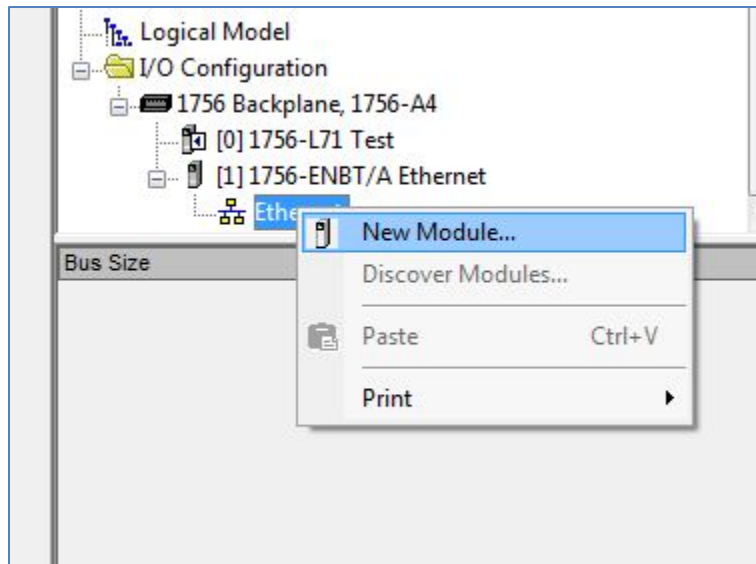 Logical Model
I/O Configuration
1756 Backplane, 1756-A4
[0] 1756-L71 Test
[1] 1756-ENBT/A Ethernet
New Module...
Bus Size
Discover Modules...
Paste Ctrl+V
Print